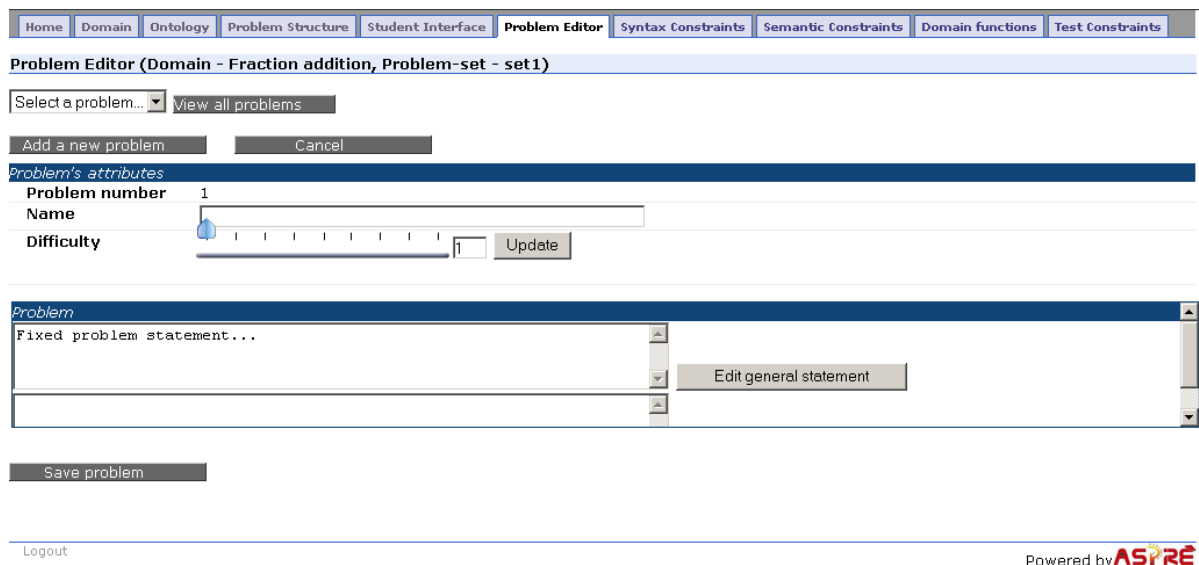 Home Domain Ontology Problem Structure Student Interface Problem Editor Syntax Constraints Semantic Constraints Domain functions Test Constraints
Problem Editor (Domain - Fraction addition, Problem-set - set1)
Select a problem... View all problems
Add a new problem Cancel
Problem's attributes
Problem number 1
Name
Difficulty 1 Update
Problem
Fixed problem statement...
Edit general statement
Save problem
Logout
Powered by ASPIRE